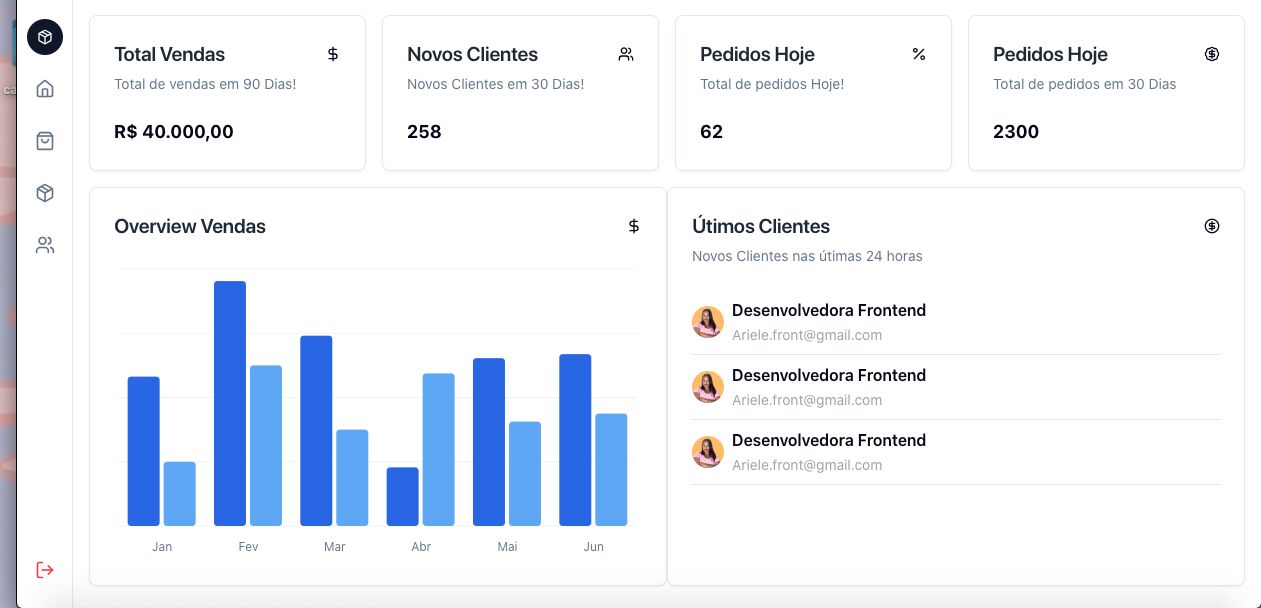 Total Vendas
$
Total de vendas em 90 Dias!
R$ 40.000,00
Novos Clientes
Novos Clientes em 30 Dias!
258
Pedidos Hoje
%
Total de pedidos Hoje!
62
Pedidos Hoje
$
Total de pedidos em 30 Dias
2300
Overview Vendas
$
Jan Fev Mar Abr Mai Jun
Útimos Clientes
$
Novos Clientes nas útimas 24 horas
Desenvolvedora Frontend
Ariele.front@gmail.com
Desenvolvedora Frontend
Ariele.front@gmail.com
Desenvolvedora Frontend
Ariele.front@gmail.com